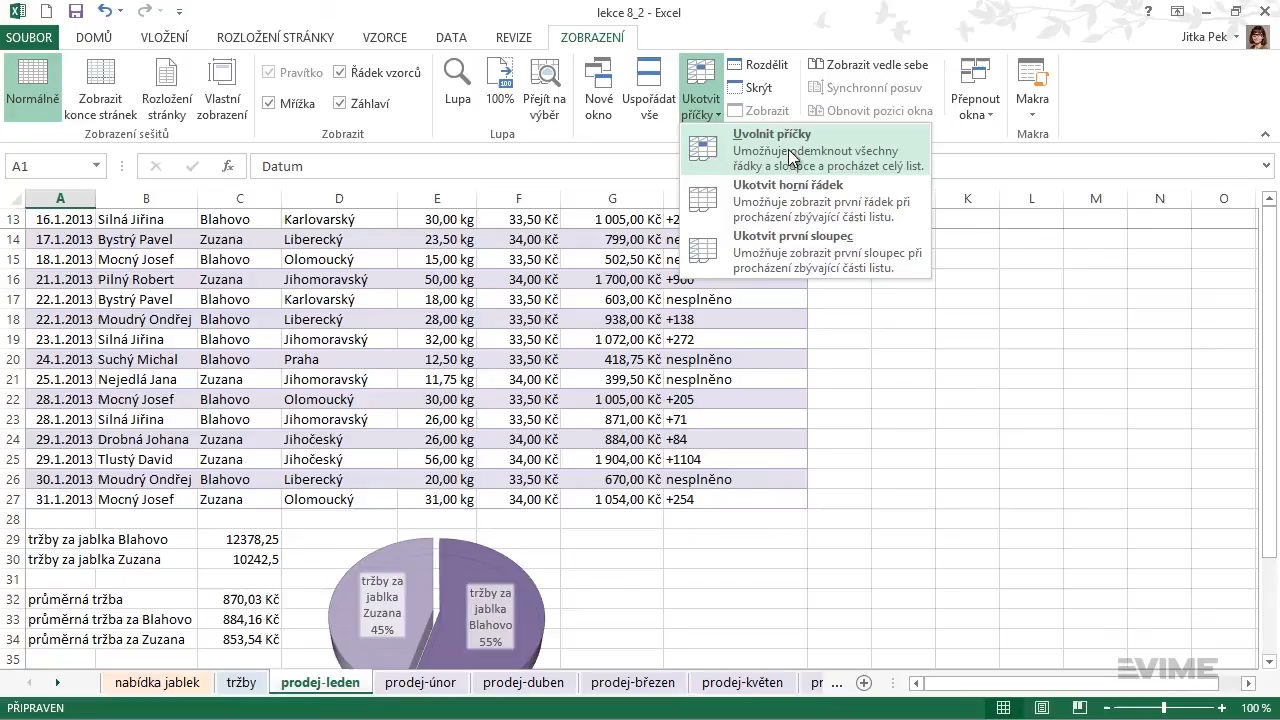 lekce 8_2 - Excel
SOUBOR DOMŮ VLOŽENÍ ROZLOŽENÍ STRÁNKY VZORCE DATA REVIZE ZOBRAZENÍ Jitka Pek
Normálně
Zobrazit konce stránek
Rozložení stránky
Vlastní zobrazení
Zobrazení sešitů
Pravítko
Řádek vzorců
Mřížka
Záhlaví
Zobrazit
Lupa
100%
Přejít na výběr
Lupa
Nové okno
Uspořádat vše
Ukotvit příčky
Rozdělit
Skrýt
Zobrazit
Zobrazit vedle sebe
Synchronní posuv
Obnovit pozici okna
Přepnout okna
Makra
Makra
Uvolnit příčky
Umožňuje odemknout všechny
řádky a sloupce a procházet celý list.
Ukotvit horní řádek
Umožňuje zobrazit první řádek při
procházení zbývající části listu.
Ukotvit první sloupec
Umožňuje zobrazit první sloupec při
procházení zbývající části listu.
A1 fx Datum
A B C D E F G K L M N O
13 16.1.2013 Silná Jiřina Blahovo Karlovarský 30,00 kg 33,50 Kč 1 005,00 Kč
14 17.1.2013 Bystrý Pavel Zuzana Liberecký 23,50 kg 34,00 Kč 799,00 Kč
15 18.1.2013 Mocný Josef Blahovo Olomoucký 15,00 kg 33,50 Kč 502,50 Kč
16 21.1.2013 Pilný Robert Zuzana Jihomoravský 50,00 kg 34,00 Kč 1 700,00 Kč +900
17 22.1.2013 Bystrý Pavel Blahovo Karlovarský 18,00 kg 33,50 Kč 603,00 Kč nesplněno
18 22.1.2013 Moudrý Ondřej Blahovo Liberecký 28,00 kg 33,50 Kč 938,00 Kč +138
19 23.1.2013 Silná Jiřina Blahovo Jihomoravský 32,00 kg 33,50 Kč 1 072,00 Kč +272
20 24.1.2013 Suchý Michal Blahovo Praha 12,50 kg 33,50 Kč 418,75 Kč nesplněno
21 25.1.2013 Nejedlá Jana Zuzana Jihomoravský 11,75 kg 34,00 Kč 399,50 Kč nesplněno
22 28.1.2013 Mocný Josef Blahovo Olomoucký 30,00 kg 33,50 Kč 1 005,00 Kč +205
23 28.1.2013 Silná Jiřina Blahovo Jihomoravský 26,00 kg 33,50 Kč 871,00 Kč +71
24 29.1.2013 Drobná Johana Zuzana Jihočeský 26,00 kg 34,00 Kč 884,00 Kč +84
25 29.1.2013 Tlustý David Zuzana Jihočeský 56,00 kg 34,00 Kč 1 904,00 Kč +1104
26 30.1.2013 Moudrý Ondřej Blahovo Liberecký 20,00 kg 33,50 Kč 670,00 Kč nesplněno
27 31.1.2013 Mocný Josef Zuzana Olomoucký 31,00 kg 34,00 Kč 1 054,00 Kč +254
28
29 tržby za jablka Blahovo 12378,25
30 tržby za jablka Zuzana 10242,5
31
32 průměrná tržba 870,03 Kč
33 průměrná tržba za Blahovo 884,16 Kč
34 průměrná tržba za Zuzana 853,54 Kč
35
tržby za
jablka
Zuzana
45%
tržby za
jablka
Blahovo
55%
nabídka jablek tržby prodej-leden prodej-únor prodej-duben prodej-březen prodej-květen pr ...
EVIME
PŘIPRAVEN 100 %